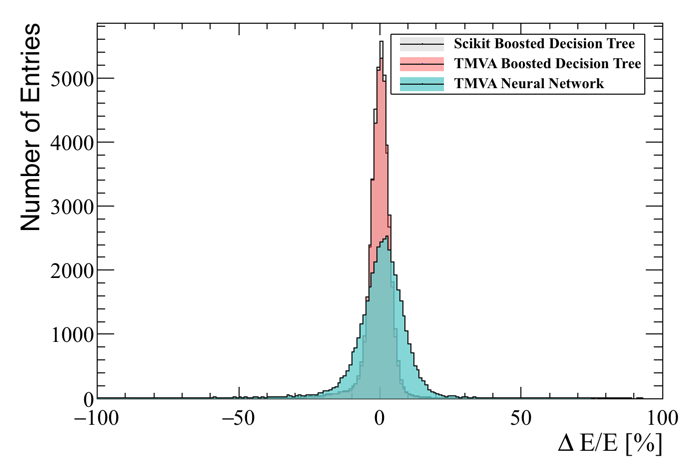 Number of Entries
5000
4000
3000
2000
1000
0
−100
−50
0
50
100
Δ E/E [%]
Scikit Boosted Decision Tree
TMVA Boosted Decision Tree
TMVA Neural Network